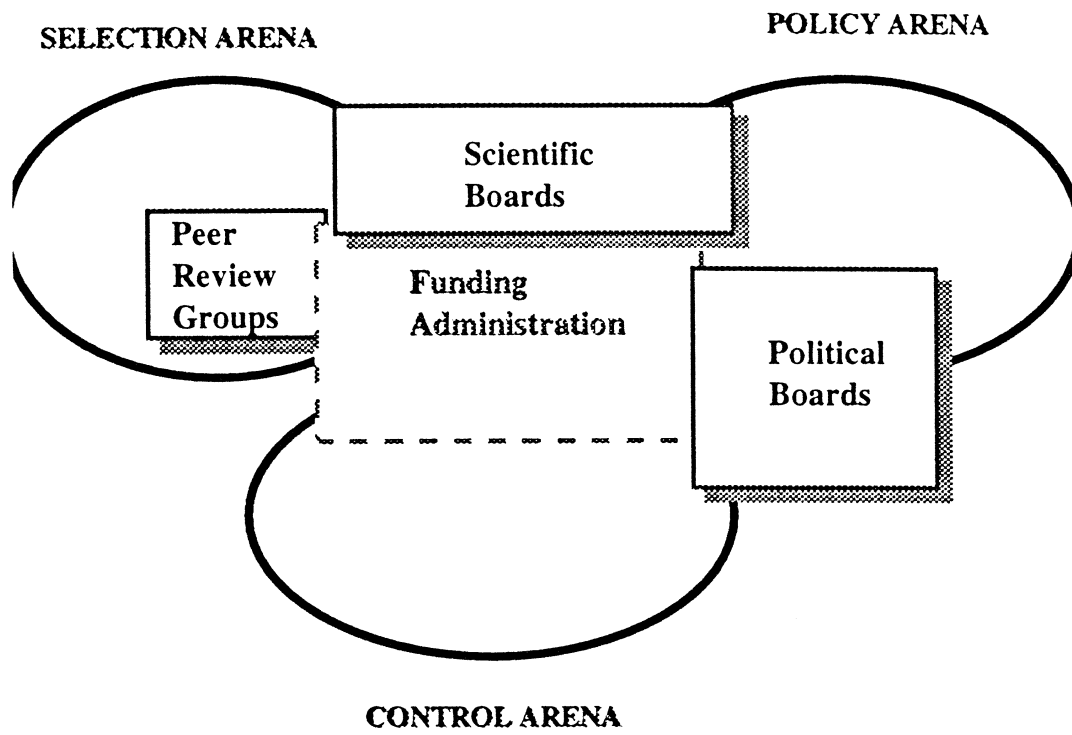 SELECTION ARENA
POLICY ARENA
Scientific
Boards
Peer
Review
Groups
Funding
Administration
Political
Boards
CONTROL ARENA